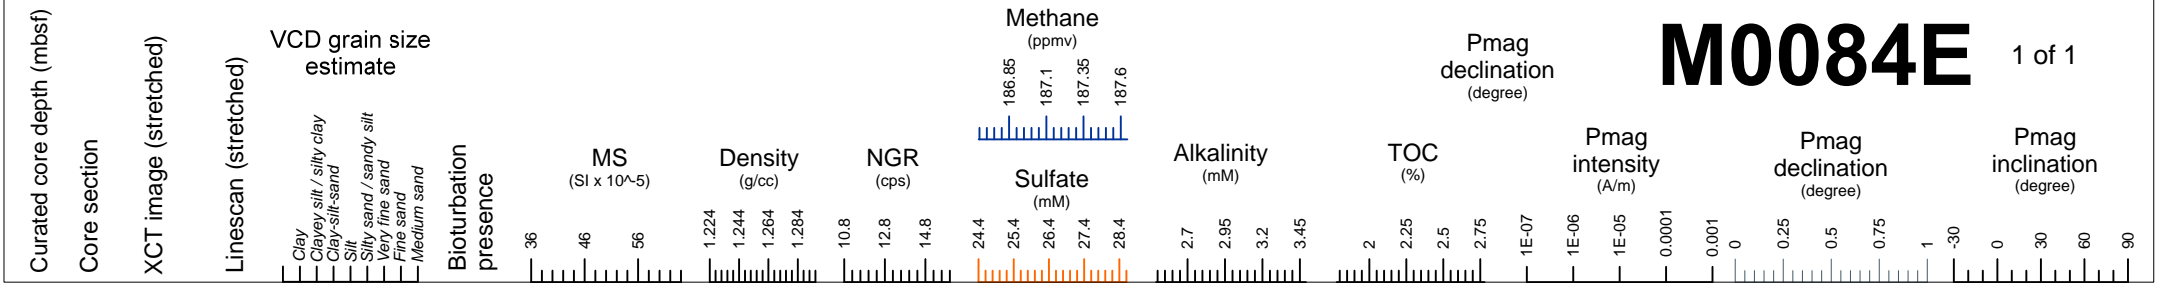 Curated core depth (mbsf)
Core section
XCT image (stretched)
Linescan (stretched)
VCD grain size
estimate
Clay
Clayey silt / silty clay
Clay-silt-sand
Silt
Silty sand / sandy silt
Very fine sand
Fine sand
Medium sand
Bioturbation
presence
MS
(SI x 10^-5)
36
46
56
Density
(g/cc)
1.224
1.244
1.264
1.284
NGR
(cps)
10.8
12.8
14.8
Methane
(ppmv)
186.85
187.1
187.35
187.6
Sulfate
(mM)
24.4
25.4
26.4
27.4
28.4
Alkalinity
(mM)
2.7
2.95
3.2
3.45
TOC
(%)
2
2.25
2.5
2.75
Pmag
declination
(degree)
Pmag
intensity
(A/m)
1E-07
1E-06
1E-05
0.0001
0.001
M0084E
1 of 1
Pmag
declination
(degree)
0
0.25
0.5
0.75
1
Pmag
inclination
(degree)
-30
0
30
60
90